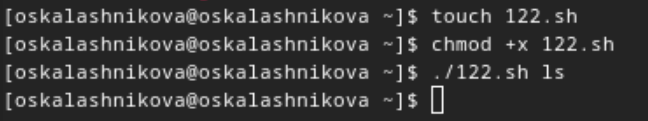 [oskalashnikova@oskalashnikova ~]$ touch 122.sh
[oskalashnikova@oskalashnikova ~]$ chmod +x 122.sh
[oskalashnikova@oskalashnikova ~]$ ./122.sh ls
[oskalashnikova@oskalashnikova ~]$